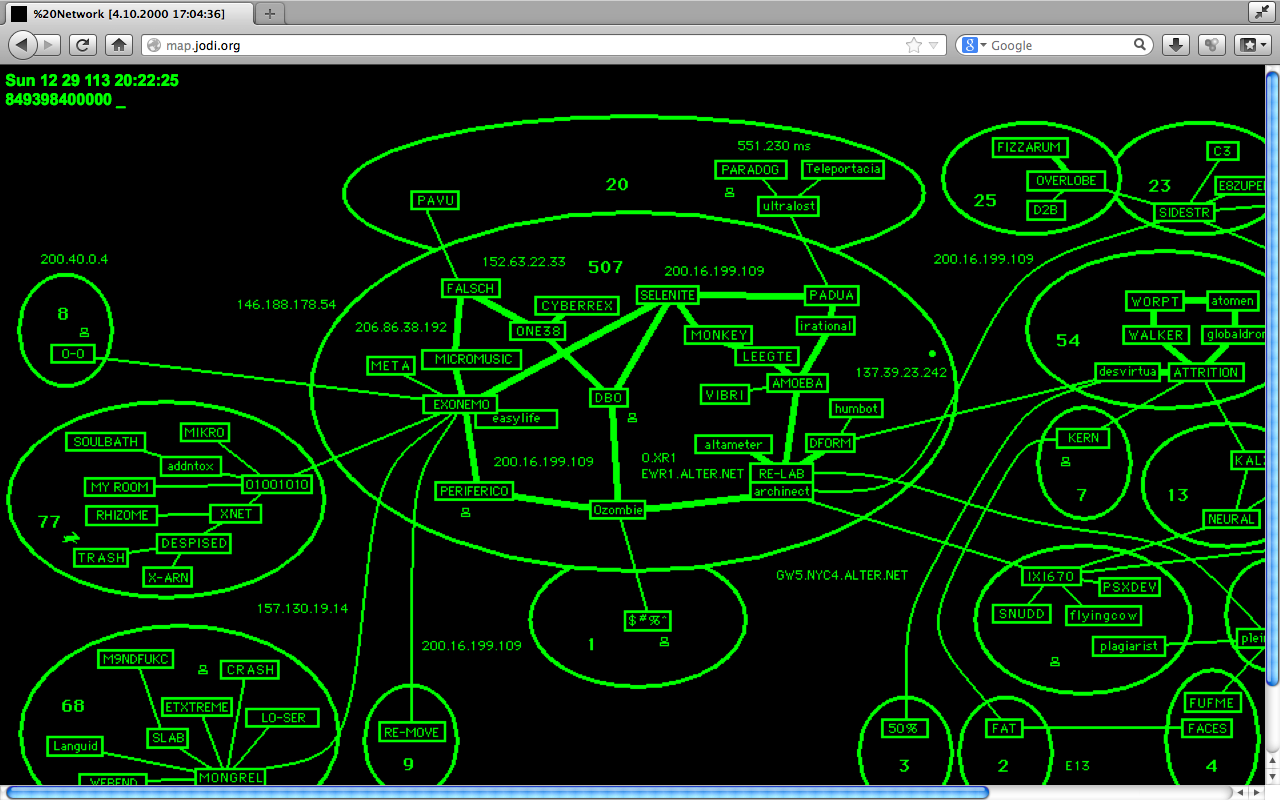 %20Network [4.10.2000 17:04:36]
map.jodi.org
Google
Sun 12 29 113 20:22:25
849398400000 _
551.230 ms
PARADOG
Teleportacia
20
PAVU
ultralost
FIZZARUM
OVERLOBE
25
D2B
C3
23
SIDESTR
200.40.0.4
152.63.22.33
507
200.16.199.109
200.16.199.109
FALSCH
SELENITE
PADUA
146.188.178.54
CYBERREX
206.86.38.192
ONE38
MONKEY
irational
8
0-0
META
MICROMUSIC
LEEGTE
AMOEBA
137.39.23.242
WORPT
atomen
54
WALKER
desvirtua
ATTRITION
EXONEMO
easylife
DBO
VIBRI
humbot
altameter
DFORM
SOULBATH
MIKRO
addntox
MY ROOM
01001010
77
RHIZOME
XNET
TRASH
DESPISED
X-ARN
200.16.199.109
0.XR1
EWR1.ALTER.NET
RE-LAB
architect
PERIFERICO
Ozombie
KERN
7
13
NEURAL
GW5.NYC4.ALTER.NET
IXI670
PSXDEV
SNUDD
flyingcow
plagiarist
157.130.19.14
200.16.199.109
$#%^
1
M9NDFUKC
CRASH
68
ETXTREME
LO-SER
SLAB
Languid
WEBEND
MONGREL
RE-MOVE
9
50%
3
FAT
2
E13
FUFME
FACES
4